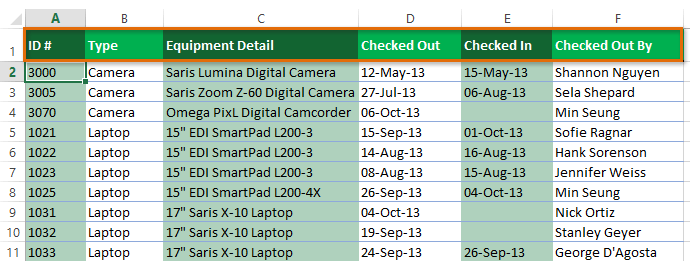 A B C D E F
1 ID # Type Equipment Detail Checked Out Checked In Checked Out By
2 3000 Camera Saris Lumina Digital Camera 12-May-13 15-May-13 Shannon Nguyen
3 3005 Camera Saris Zoom Z-60 Digital Camera 27-Jul-13 06-Aug-13 Sela Shepard
4 3070 Camera Omega PixL Digital Camcorder 06-Oct-13 Min Seung
5 1021 Laptop 15" EDI SmartPad L200-3 15-Sep-13 01-Oct-13 Sofie Ragnar
6 1022 Laptop 15" EDI SmartPad L200-3 14-Aug-13 16-Aug-13 Hank Sorenson
7 1023 Laptop 15" EDI SmartPad L200-3 08-Aug-13 15-Aug-13 Jennifer Weiss
8 1025 Laptop 15" EDI SmartPad L200-4X 26-Sep-13 04-Oct-13 Min Seung
9 1031 Laptop 17" Saris X-10 Laptop 04-Oct-13 Nick Ortiz
10 1032 Laptop 17" Saris X-10 Laptop 19-Sep-13 Stanley Geyer
11 1033 Laptop 17" Saris X-10 Laptop 24-Sep-13 26-Sep-13 George D'Agosta